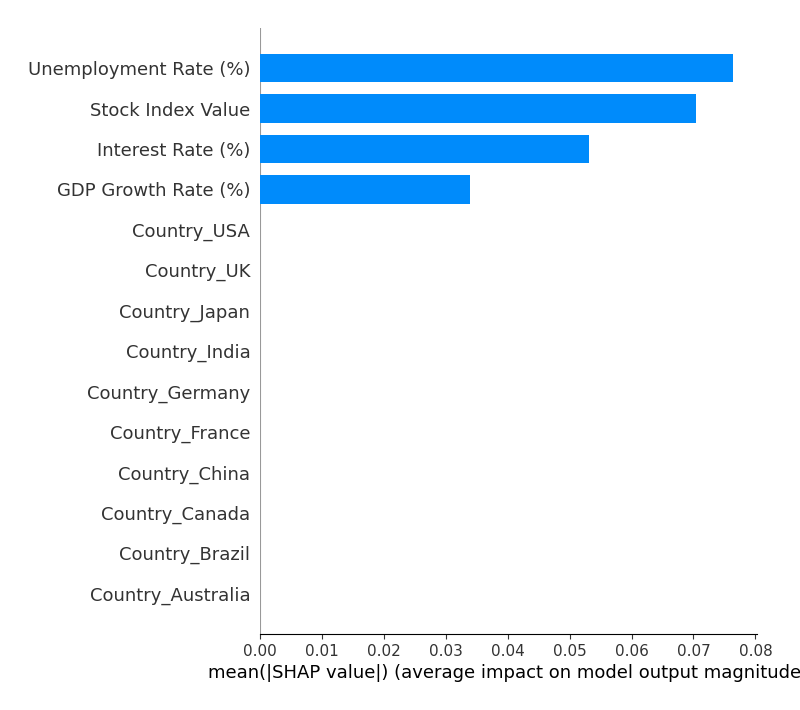 Unemployment Rate (%)
Stock Index Value
Interest Rate (%)
GDP Growth Rate (%)
Country_USA
Country_UK
Country_Japan
Country_India
Country_Germany
Country_France
Country_China
Country_Canada
Country_Brazil
Country_Australia
0.00 0.01 0.02 0.03 0.04 0.05 0.06 0.07 0.08
mean(|SHAP value|) (average impact on model output magnitude